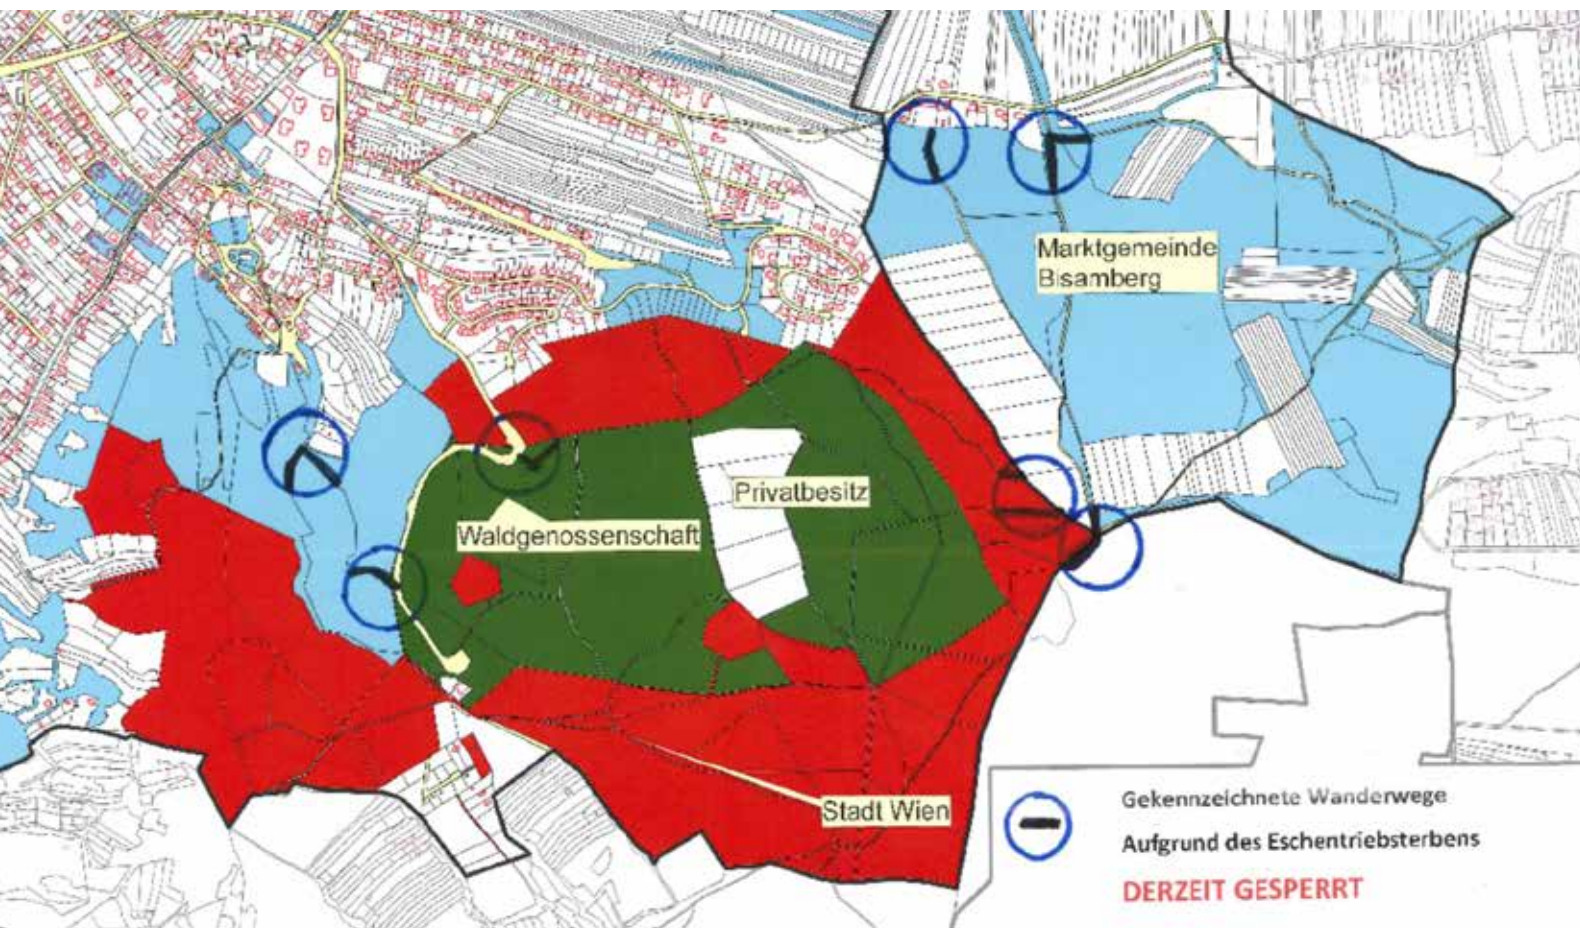 Marktgemeinde
Bisamberg
Privatbesitz
Waldgenossenschaft
Stadt Wien
Gekennzeichnete Wanderwege
Aufgrund des Eschentriebsterbens
DERZEIT GESPERRT